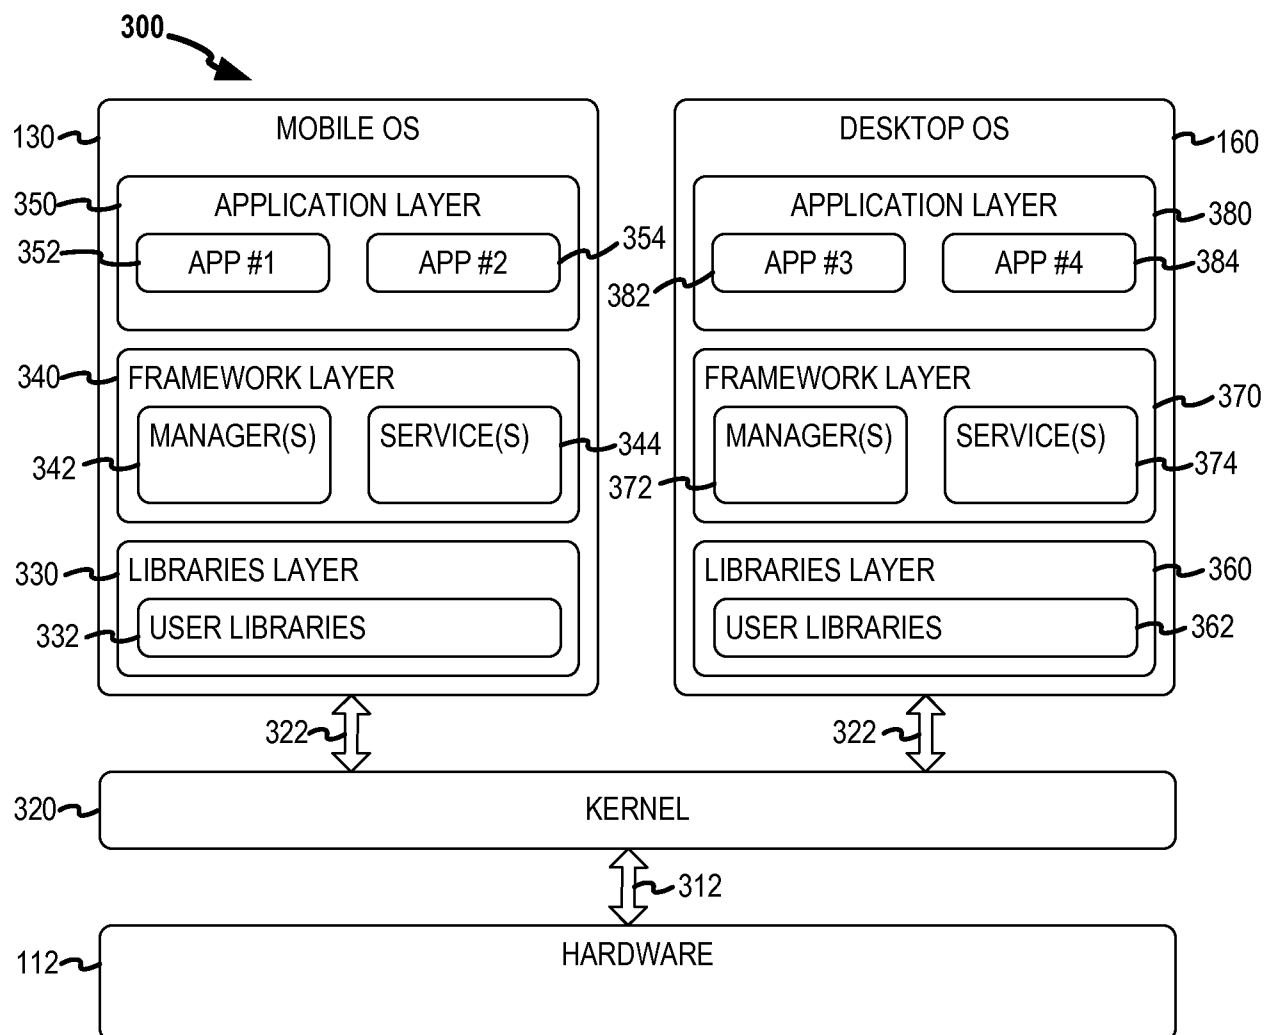 300
130
MOBILE OS
DESKTOP OS
160
350
APPLICATION LAYER
APPLICATION LAYER
380
352
APP #1
APP #2
354
382
APP #3
APP #4
384
340
FRAMEWORK LAYER
FRAMEWORK LAYER
370
342
MANAGER(S)
SERVICE(S)
344
372
MANAGER(S)
SERVICE(S)
374
330
LIBRARIES LAYER
LIBRARIES LAYER
360
332
USER LIBRARIES
USER LIBRARIES
362
322
322
320
KERNEL
312
112
HARDWARE